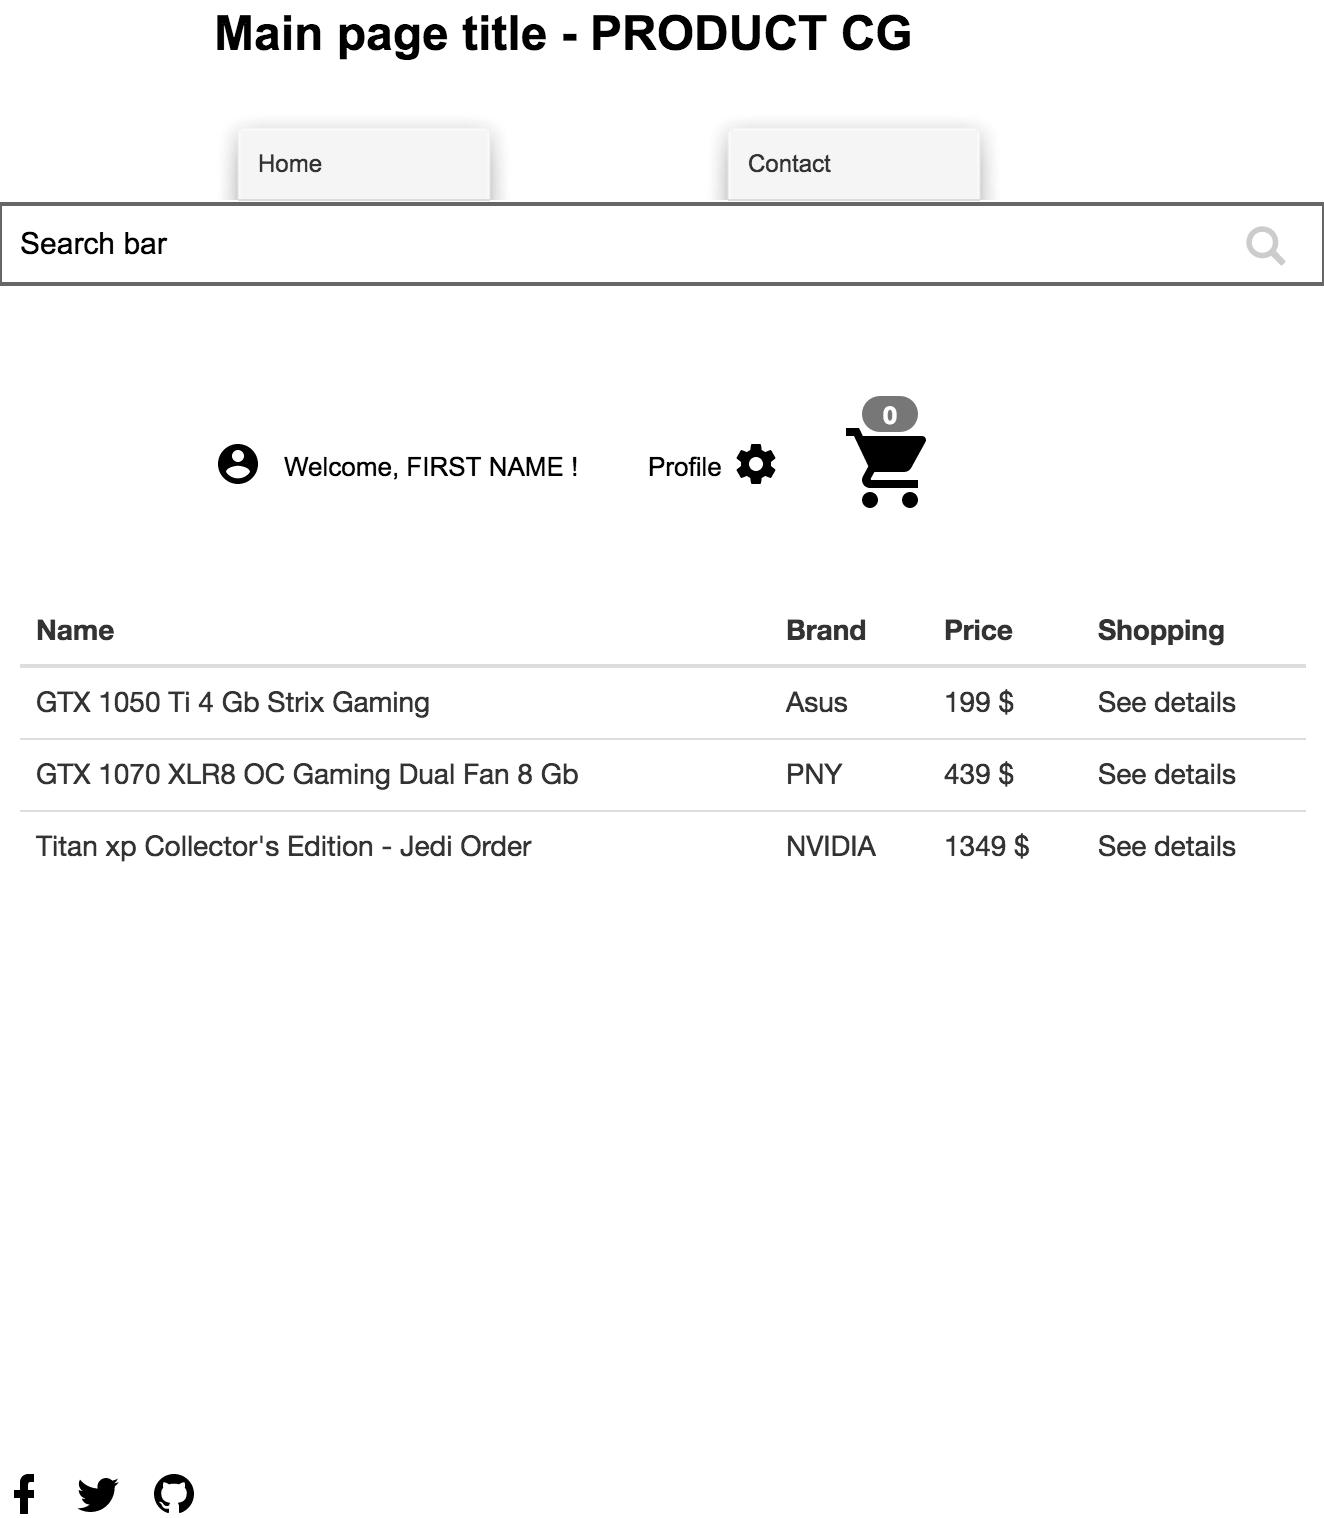 Main page title - PRODUCT CG
Home Contact
Search bar
0
Welcome, FIRST NAME ! Profile
Name Brand Price Shopping
GTX 1050 Ti 4 Gb Strix Gaming Asus 199 $ See details
GTX 1070 XLR8 OC Gaming Dual Fan 8 Gb PNY 439 $ See details
Titan xp Collector's Edition - Jedi Order NVIDIA 1349 $ See details